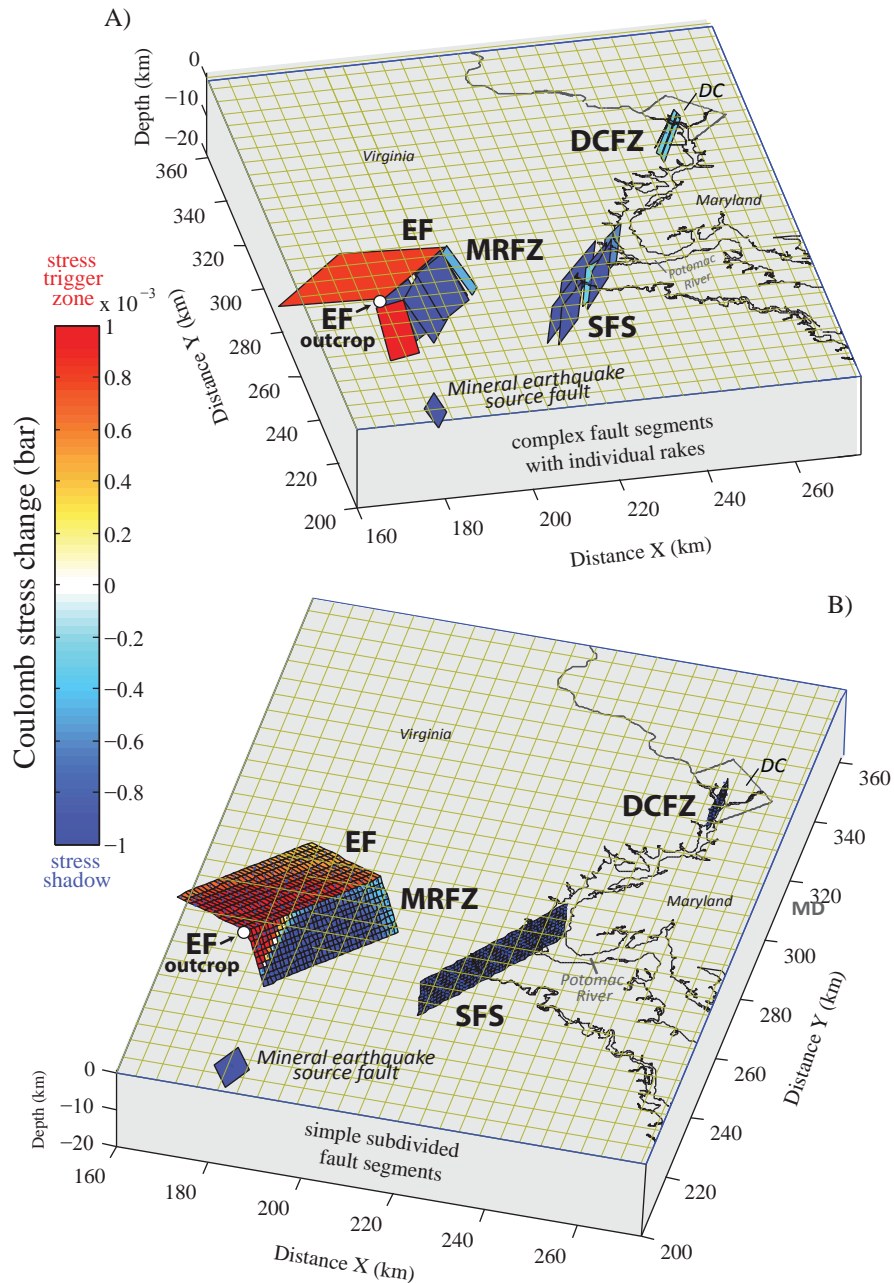 A)
Depth (km)
0
−10
−20
360
340
320
300
280
260
240
220
200
Distance Y (km)
Virginia
DC
DCFZ
Maryland
EF
MRFZ
Potomac
River
EF
outcrop
SFS
Mineral earthquake
source fault
complex fault segments
with individual rakes
160
180
200
220
240
260
Distance X (km)
stress
trigger
zone
x 10⁻³
1
0.8
0.6
0.4
0.2
0
−0.2
−0.4
−0.6
−0.8
−1
Coulomb stress change (bar)
stress
shadow
B)
Virginia
DC
DCFZ
EF
MRFZ
Maryland
MD
EF
outcrop
Potomac
River
SFS
Mineral earthquake
source fault
simple subdivided
fault segments
Depth (km)
0
−10
−20
160
180
200
220
240
260
Distance X (km)
360
340
320
300
280
260
240
220
200
Distance Y (km)